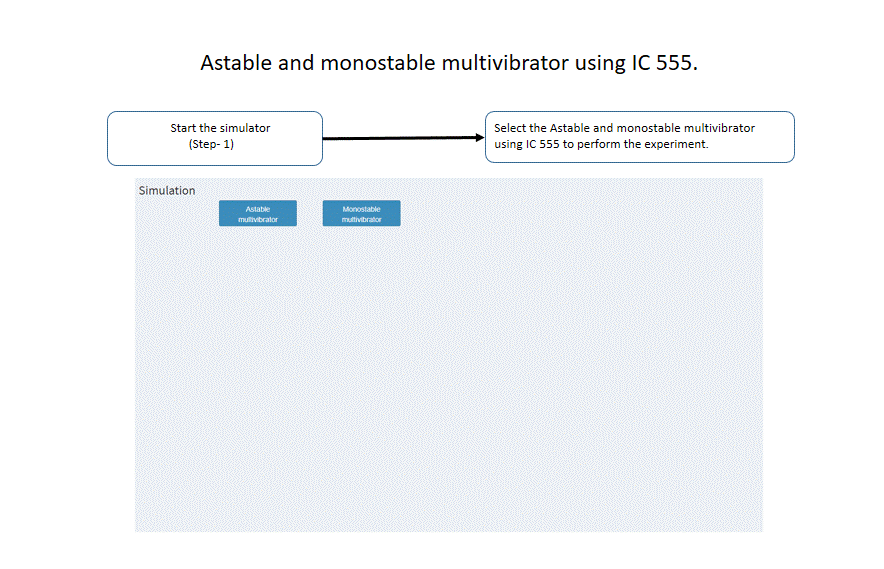 Astable and monostable multivibrator using IC 555.
Start the simulator
(Step- 1)
Select the Astable and monostable multivibrator
using IC 555 to perform the experiment.
Simulation
Astable
multivibrator
Monostable
multivibrator